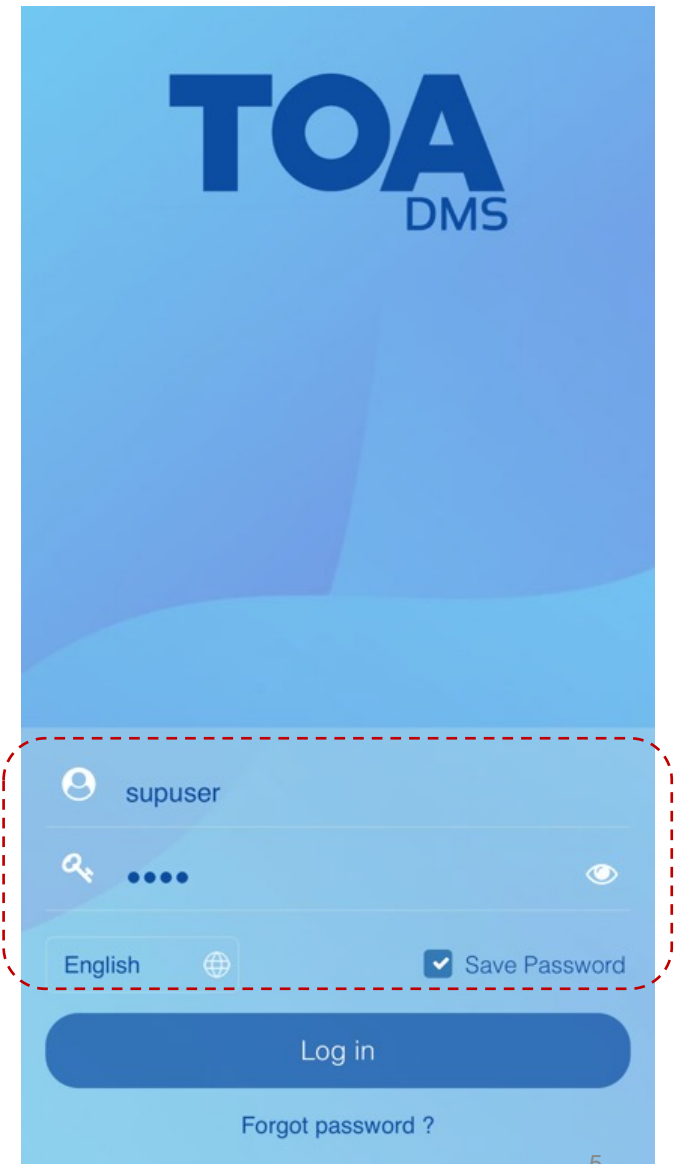 TOA
DMS
supuser
••••
English
Save Password
Log in
Forgot password ?